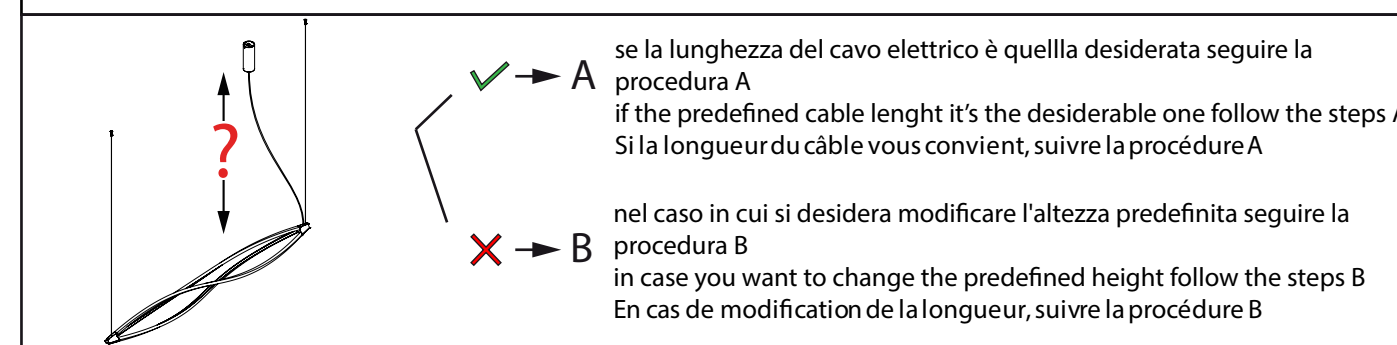 ?
A
se la lunghezza del cavo elettrico è quellla desiderata seguire la
procedura A
if the predefined cable lenght it's the desiderable one follow the steps A
Si la longueur du câble vous convient, suivre la procédure A
B
nel caso in cui si desidera modificare l'altezza predefinita seguire la
procedura B
in case you want to change the predefined height follow the steps B
En cas de modification de la longueur, suivre la procédure B